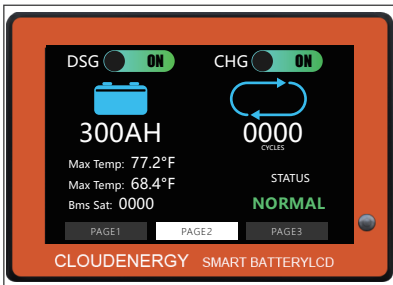 DSG ON CHG ON
300AH 0000
CYCLES
Max Temp: 77.2°F
Max Temp: 68.4°F STATUS
Bms Sat: 0000 NORMAL
PAGE1 PAGE2 PAGE3
CLOUDENERGY SMART BATTERYLCD